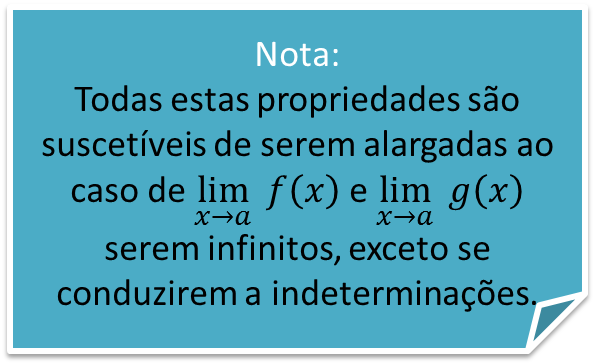 Nota:
Todas estas propriedades são
suscetíveis de serem alargadas ao
caso de lim x→a f(x) e lim x→a g(x)
serem infinitos, exceto se
conduzirem a indeterminações.